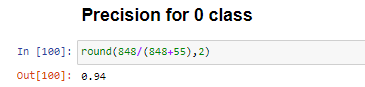 Precision for 0 class
In [100]: round(848/(848+55),2)
Out[100]: 0.94